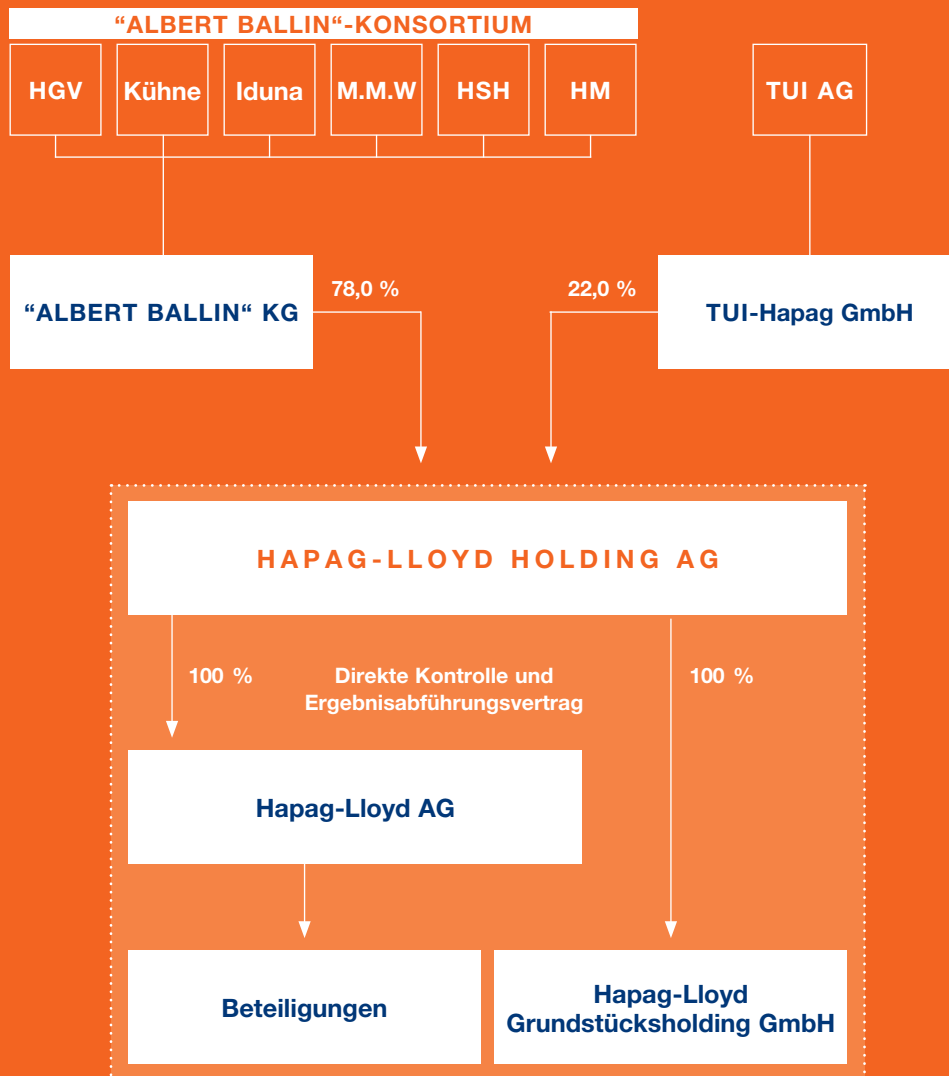 “ALBERT BALLIN“-KONSORTIUM
HGV
Kühne
Iduna
M.M.W
HSH
HM
TUI AG
“ALBERT BALLIN“ KG
78,0 %
22,0 %
TUI-Hapag GmbH
HAPAG-LLOYD HOLDING AG
100 %
Direkte Kontrolle und
Ergebnisabführungsvertrag
100 %
Hapag-Lloyd AG
Beteiligungen
Hapag-Lloyd
Grundstücksholding GmbH